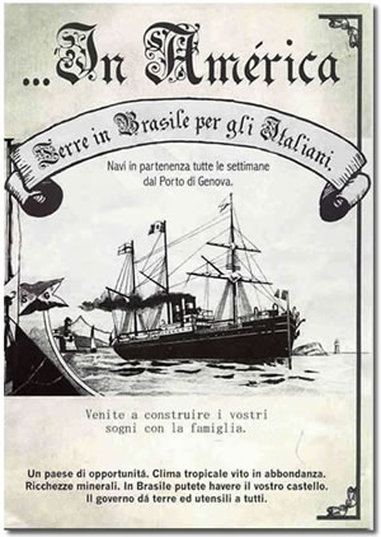 ...In América
Terre in Brasile per gli Italiani.
Navi in partenenza tutte le settimane
dal Porto di Genova.
Venite a construire i vostri
sogni con la famiglia.
Un paese di opportunitá. Clima tropicale vito in abbondanza.
Ricchezze minerali. In Brasile putete havere il vostro castello.
Il governo dá terre ed utensili a tutti.